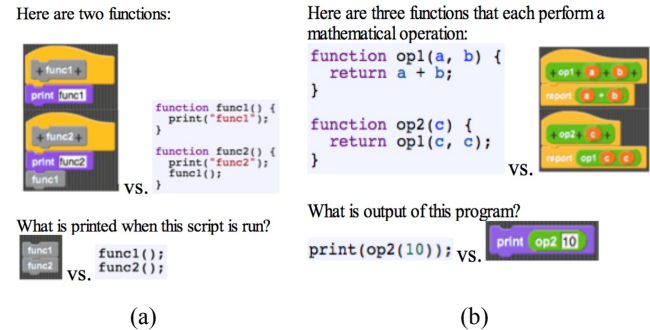 Here are two functions:
+ func1 +
print func1
+ func2 +
print func2
func1
vs.
function func1() {
print("func1");
}
function func2() {
print("func2");
func1();
}
What is printed when this script is run?
func1
func2
vs.
func1();
func2();
(a)
Here are three functions that each perform a
mathematical operation:
function op1(a, b) {
return a + b;
}
function op2(c) {
return op1(c, c);
}
vs.
+ op1 + a + b +
report a + b
+ op2 + c +
report op1 c c
What is output of this program?
print(op2(10)); vs. print op2 10
(b)